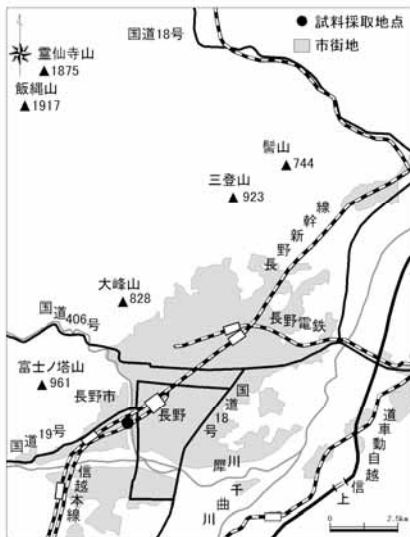 試料採取地点
市街地
国道18号
霊仙寺山
▲1875
飯縄山
▲1917
髻山
▲744
三登山
▲923
長野新幹線
大峰山
▲828
長野電鉄
国道406号
富士ノ塔山
▲961
長野市
長野
国道18号
国道19号
信越本線
犀川
千曲川
上信越自動車道
0 2.5km